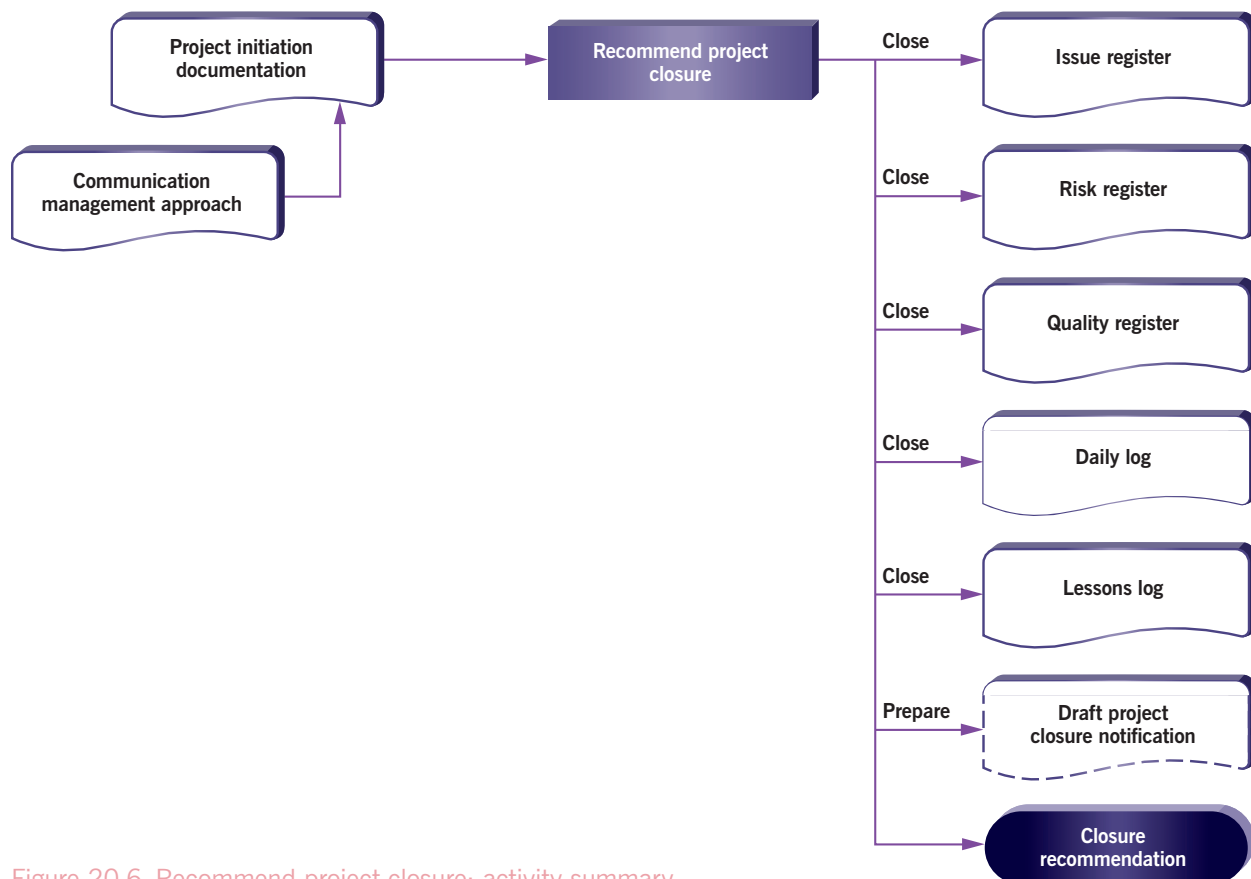 Project initiation
documentation
Recommend project
closure
Close
Issue register
Communication
management approach
Close
Risk register
Close
Quality register
Close
Daily log
Close
Lessons log
Prepare
Draft project
closure notification
Closure
recommendation
Figure 20.6 Recommend project closure: activity summary